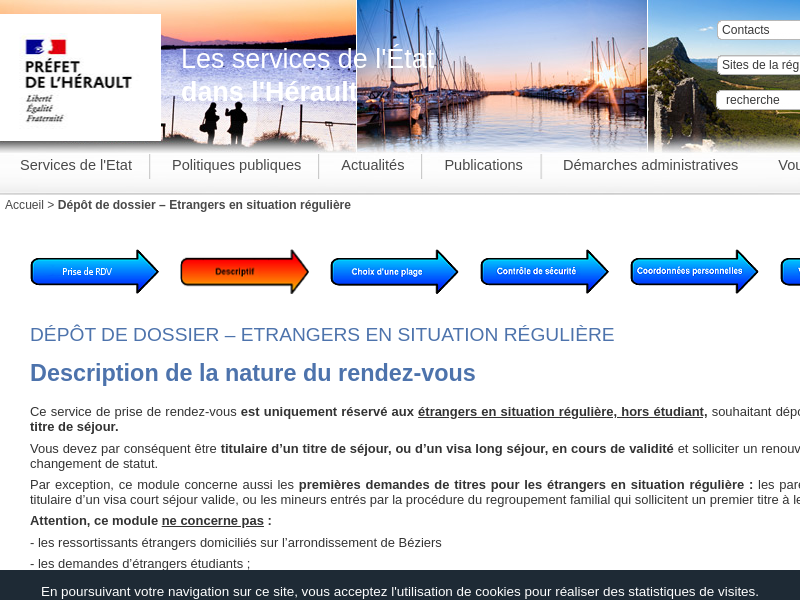 PRÉFET
DE L'HÉRAULT
Liberté
Égalité
Fraternité
Les services de l'État
dans l'Hérault
Contacts
Sites de la rég
recherche
Services de l'Etat
Politiques publiques
Actualités
Publications
Démarches administratives
Vou
Accueil > Dépôt de dossier – Etrangers en situation régulière
Prise de RDV
Descriptif
Choix d'une plage
Contrôle de sécurité
Coordonnées personnelles
DÉPÔT DE DOSSIER – ETRANGERS EN SITUATION RÉGULIÈRE
Description de la nature du rendez-vous
Ce service de prise de rendez-vous est uniquement réservé aux étrangers en situation régulière, hors étudiant, souhaitant dépo
titre de séjour.
Vous devez par conséquent être titulaire d'un titre de séjour, ou d'un visa long séjour, en cours de validité et solliciter un renouv
changement de statut.
Par exception, ce module concerne aussi les premières demandes de titres pour les étrangers en situation régulière : les pare
titulaire d'un visa court séjour valide, ou les mineurs entrés par la procédure du regroupement familial qui sollicitent un premier titre à le
Attention, ce module ne concerne pas :
- les ressortissants étrangers domiciliés sur l'arrondissement de Béziers
- les demandes d'étrangers étudiants ;
En poursuivant votre navigation sur ce site, vous acceptez l'utilisation de cookies pour réaliser des statistiques de visites.